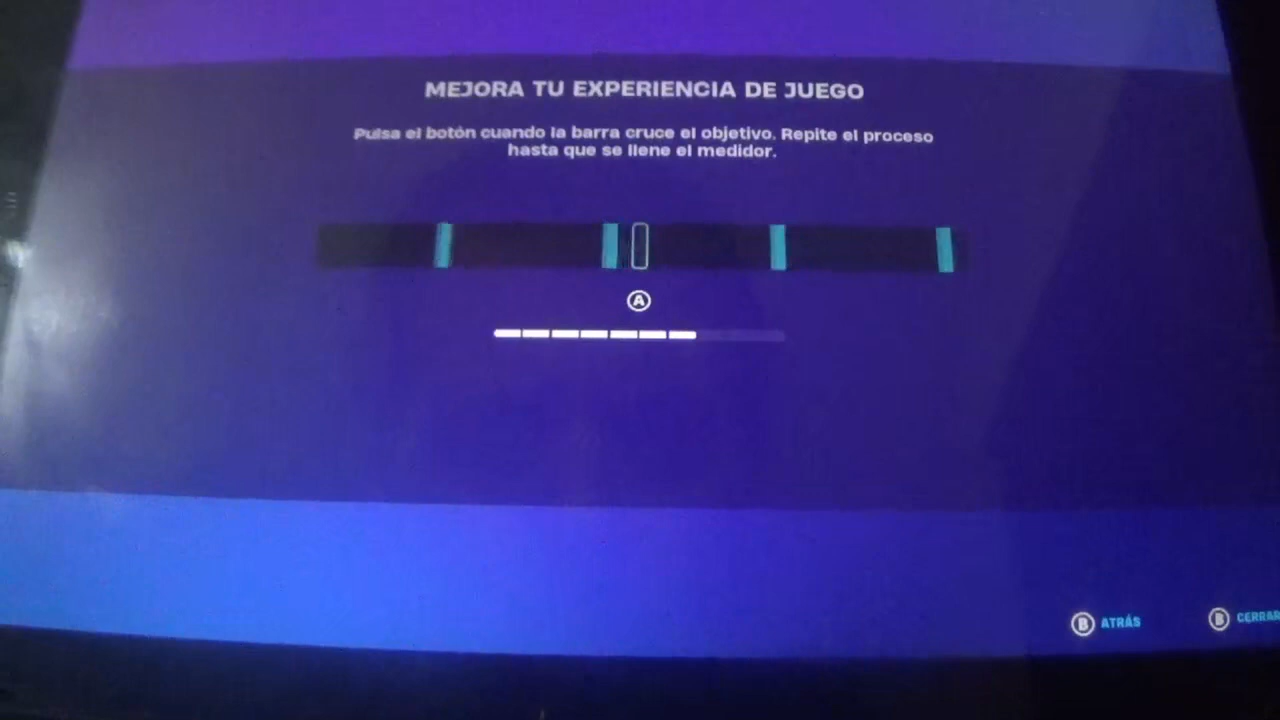 MEJORA TU EXPERIENCIA DE JUEGO
Pulsa el botón cuando la barra cruce el objetivo. Repite el proceso
hasta que se llene el medidor.
A
B ATRÁS B CERRAR